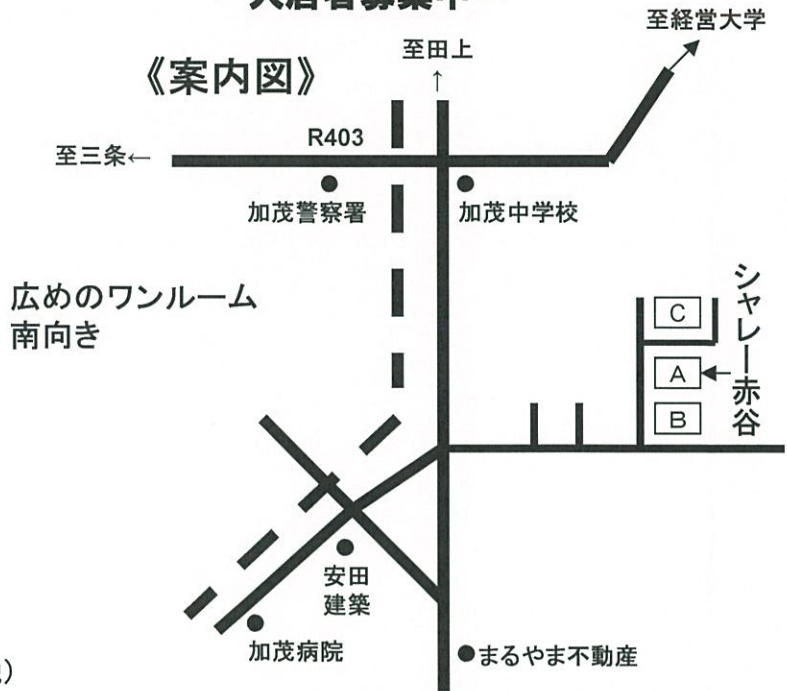 至経営大学
至田上
↑
《案内図》
R403
至三条←
加茂警察署
加茂中学校
広めのワンルーム
南向き
シャレー赤谷
C
A
B
安田
建築
加茂病院
まるやま不動産
)